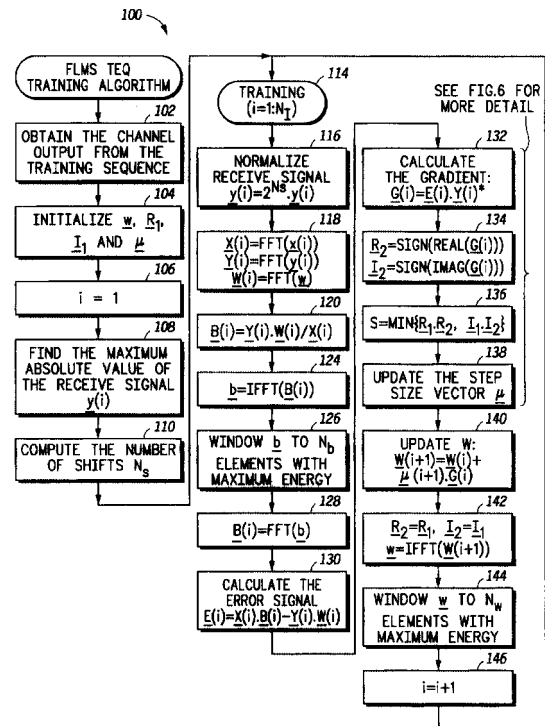 100
FLMS TEQ
TRAINING ALGORITHM
102
OBTAIN THE CHANNEL
OUTPUT FROM THE
TRAINING SEQUENCE
104
INITIALIZE w, R1,
I1 AND μ
106
i = 1
108
FIND THE MAXIMUM
ABSOLUTE VALUE OF
THE RECEIVE SIGNAL
y(i)
110
COMPUTE THE NUMBER
OF SHIFTS Ns
114
TRAINING
(i=1:NI)
116
NORMALIZE
RECEIVE SIGNAL
y(i)=2^Ns.y(i)
118
X(i)=FFT(x(i))
Y(i)=FFT(y(i))
W(i)=FFT(w)
120
B(i)=Y(i).W(i)/X(i)
124
b=IFFT(B(i))
126
WINDOW b TO Nb
ELEMENTS WITH
MAXIMUM ENERGY
128
B(i)=FFT(b)
130
CALCULATE THE
ERROR SIGNAL
E(i)=X(i).B(i)-Y(i).W(i)
SEE FIG.6 FOR
MORE DETAIL
132
CALCULATE
THE GRADIENT:
G(i)=E(i).Y(i)*
134
R2=SIGN(REAL(G(i)))
I2=SIGN(IMAG(G(i)))
136
S=MIN{R1.R2, I1.I2}
138
UPDATE THE STEP
SIZE VECTOR μ
140
UPDATE W:
W(i+1)=W(i)+
μ(i+1).G(i)
142
R2=R1, I2=I1
w=IFFT(W(i+1))
144
WINDOW w TO Nw
ELEMENTS WITH
MAXIMUM ENERGY
146
i=i+1